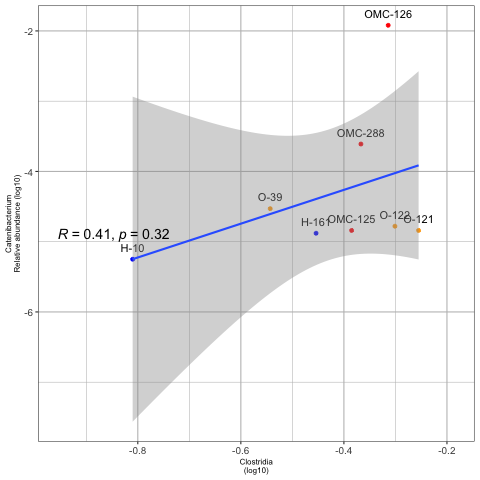 OMC-126
-2
OMC-288
-4
O-39
H-161
OMC-125
O-121
R = 0.41, p = 0.32
H-10
-6
Catenibacterium
Relative abundance (log10)
-0.8
-0.6
-0.4
-0.2
Clostridia
(log10)